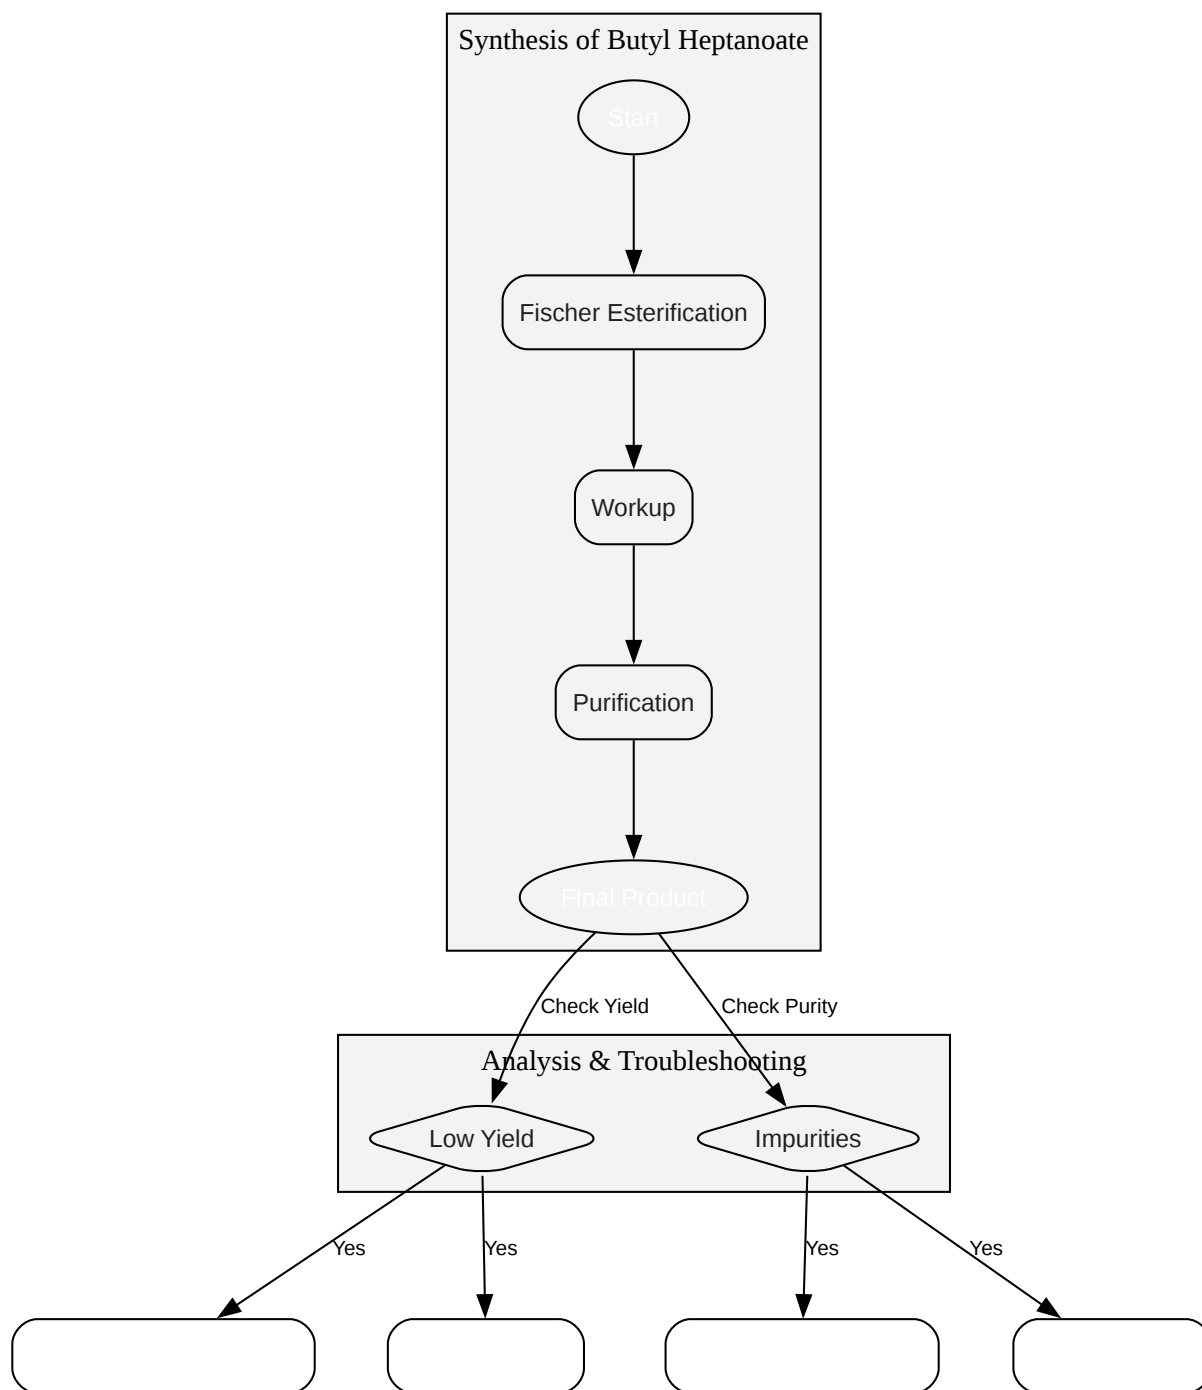 Synthesis of Butyl Heptanoate
Start
Fischer Esterification
Workup
Purification
Final Product
Check Yield
Check Purity
Analysis & Troubleshooting
Low Yield
Impurities
Yes
Yes
Yes
Yes